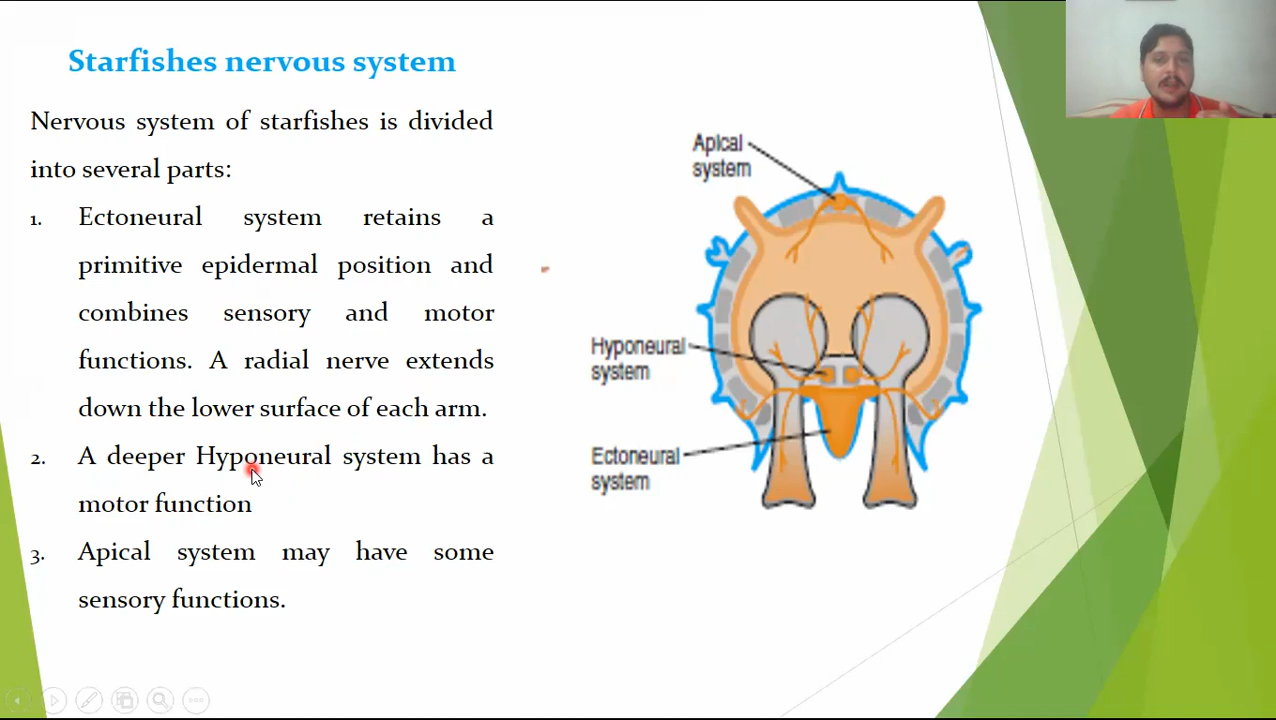 Starfishes nervous system
Nervous system of starfishes is divided
into several parts:
1. Ectoneural system retains a
primitive epidermal position and
combines sensory and motor
functions. A radial nerve extends
down the lower surface of each arm.
2. A deeper Hyponeural system has a
motor function
3. Apical system may have some
sensory functions.
Apical
system
Hyponeural
system
Ectoneural
system